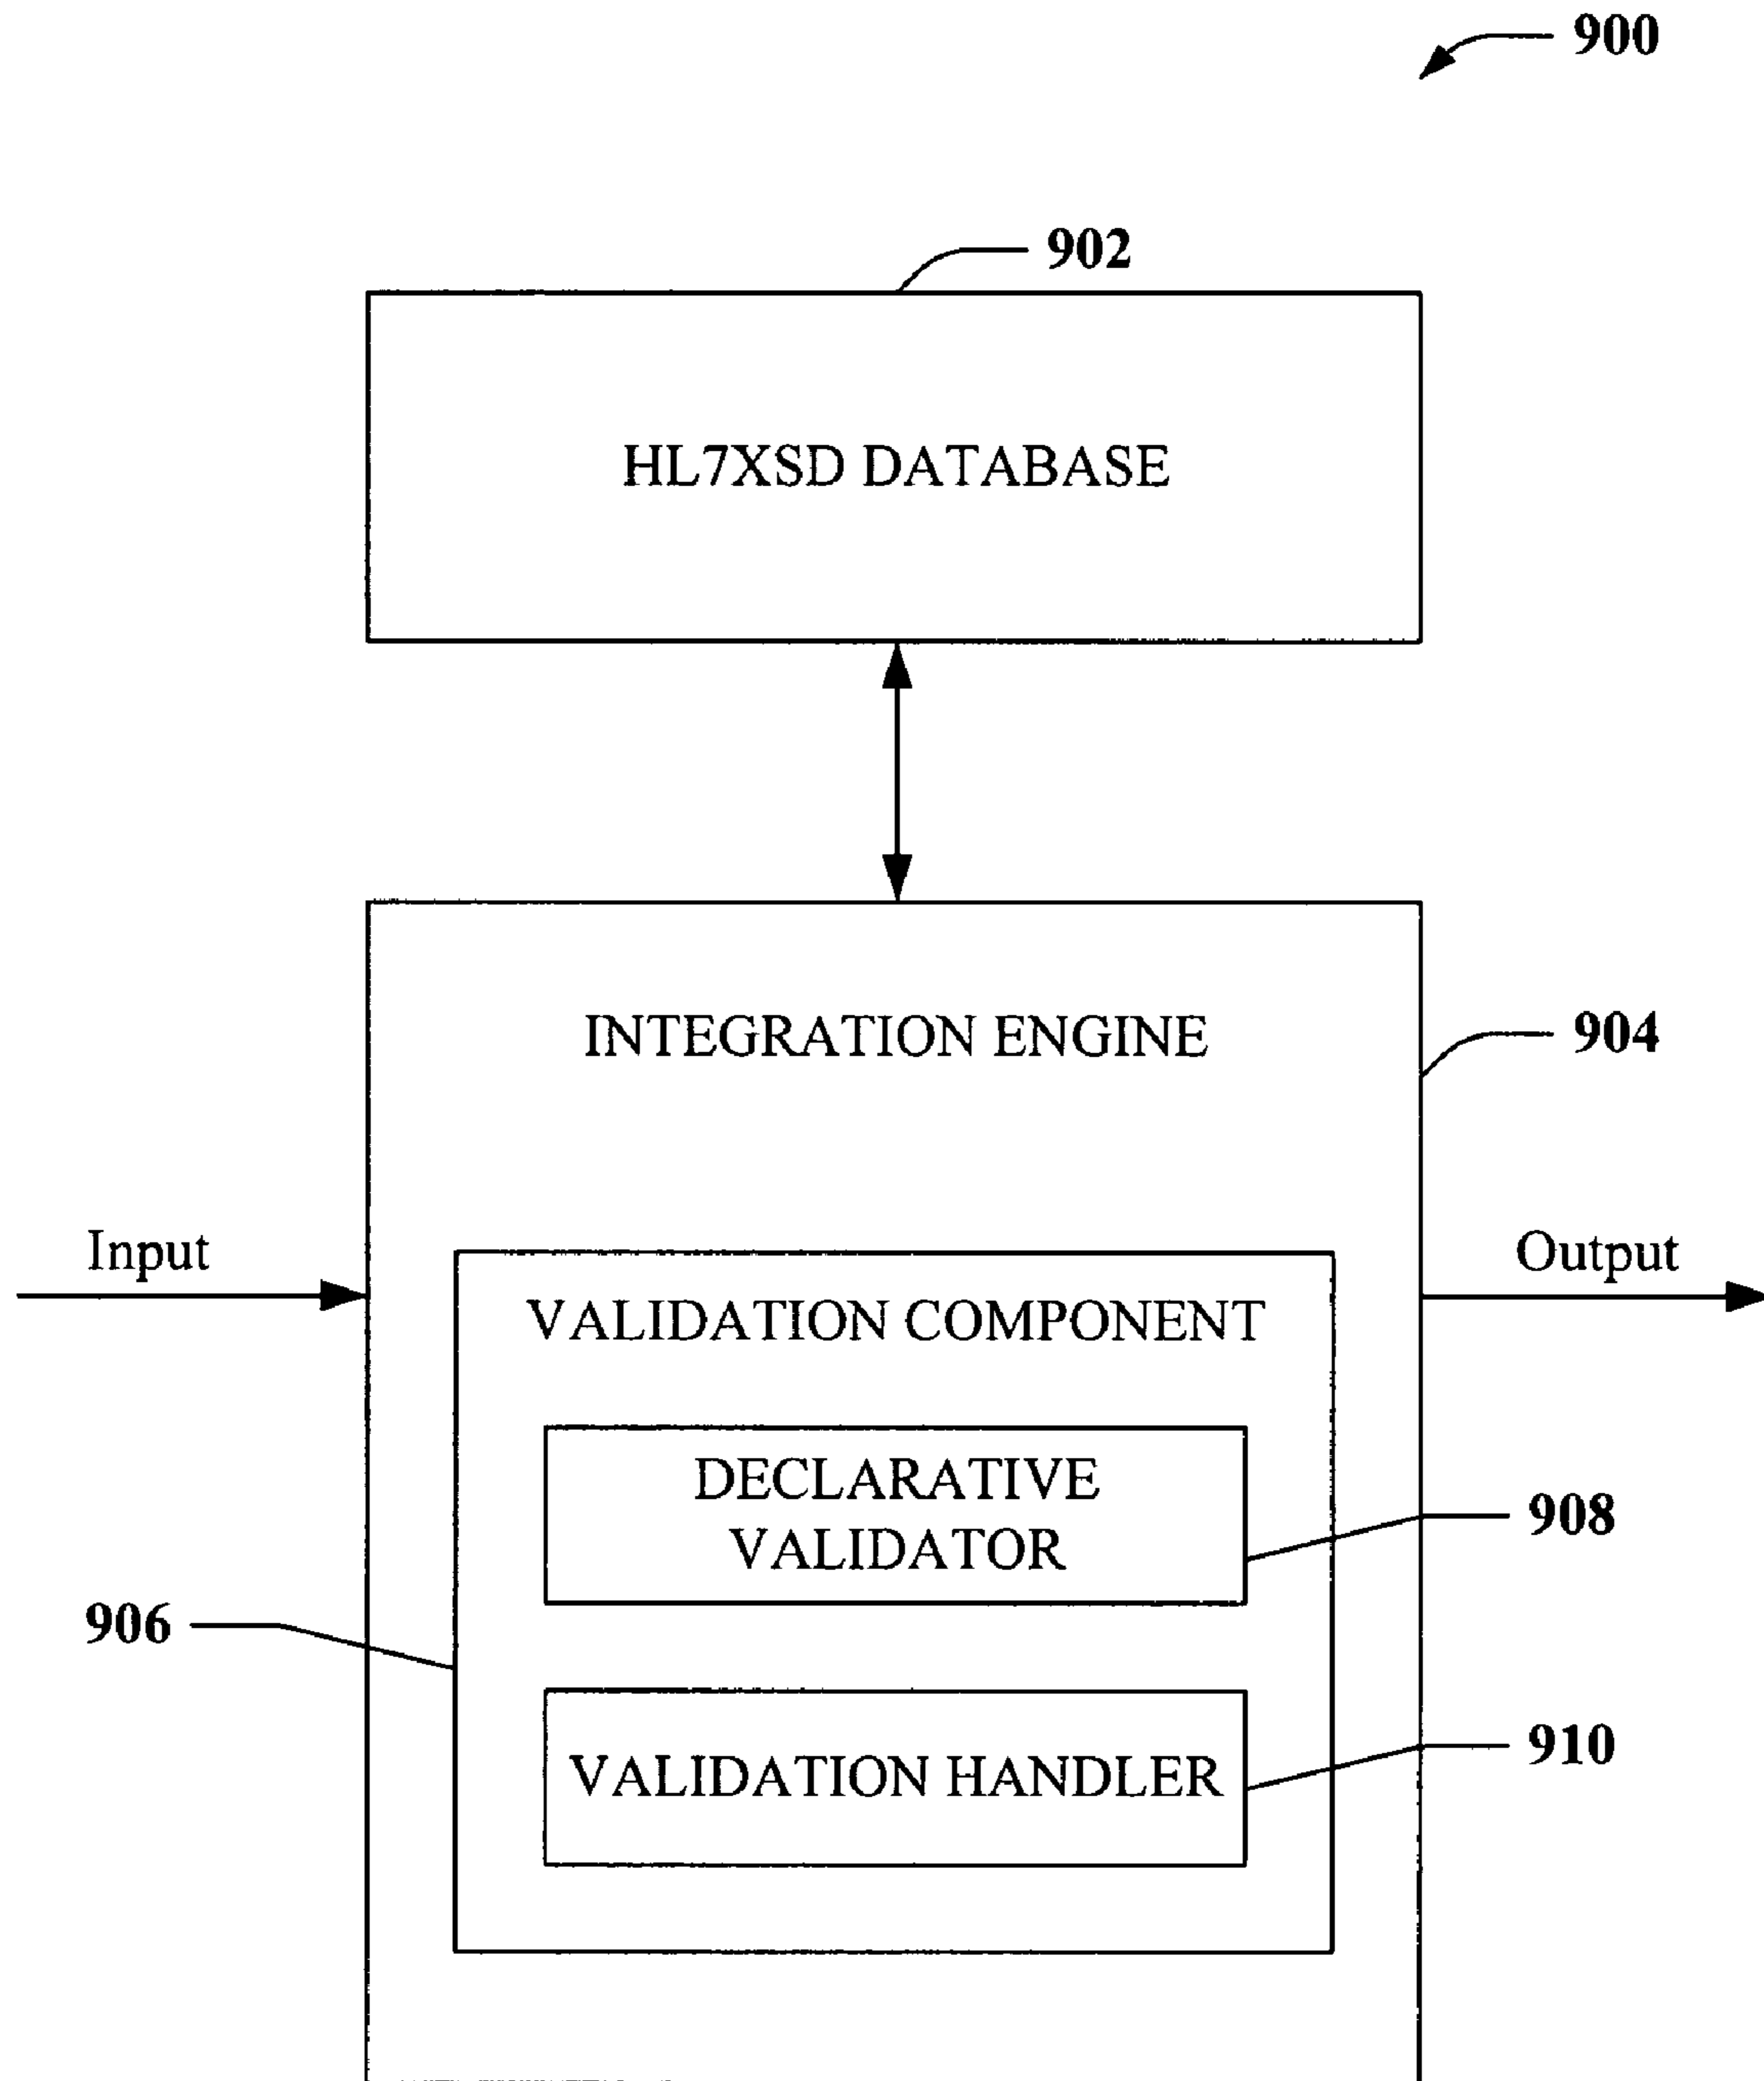 900
902
HL7XSD DATABASE
INTEGRATION ENGINE
904
Input
Output
VALIDATION COMPONENT
DECLARATIVE
VALIDATOR
908
906
VALIDATION HANDLER
910